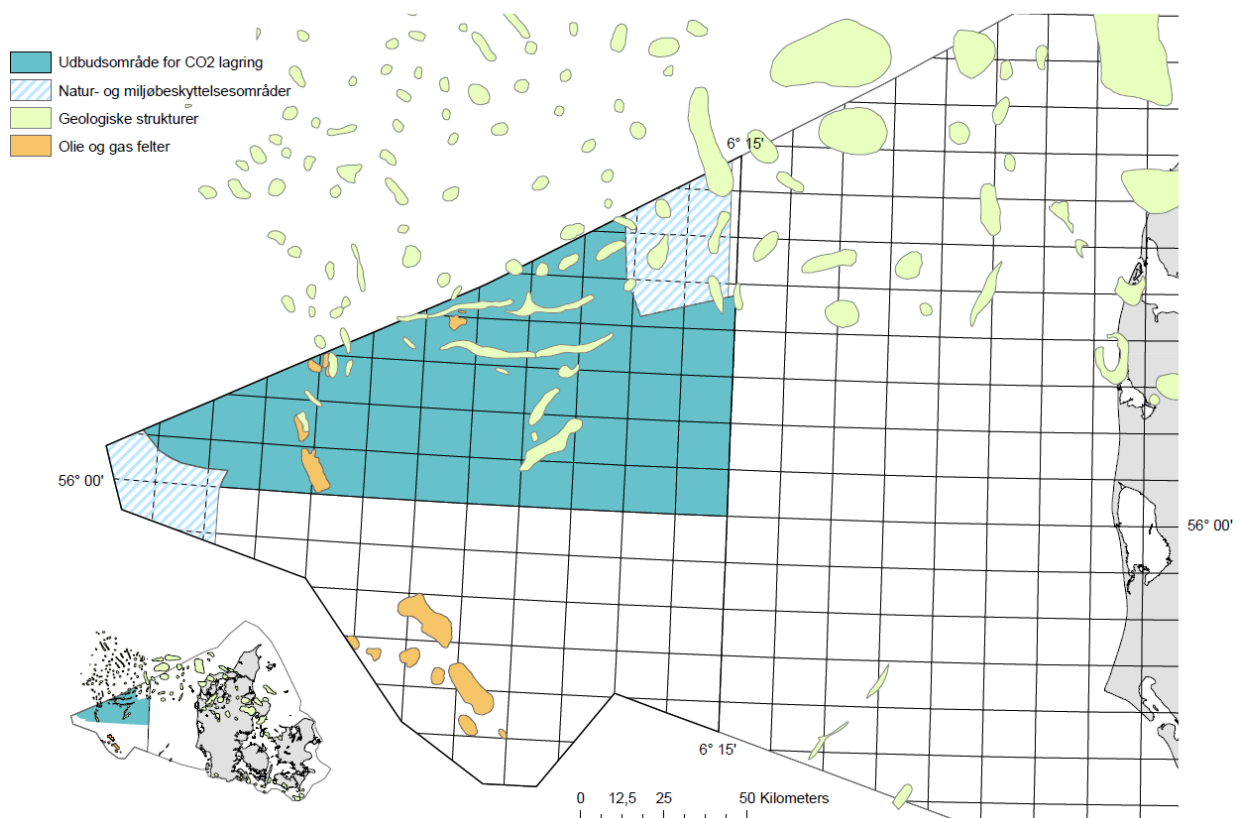 Udbudsområde for CO2 lagring
Natur- og miljøbeskyttelsesområder
Geologiske strukturer
Olie og gas felter
6° 15'
56° 00'
56° 00'
6° 15'
0 12,5 25 50 Kilometers